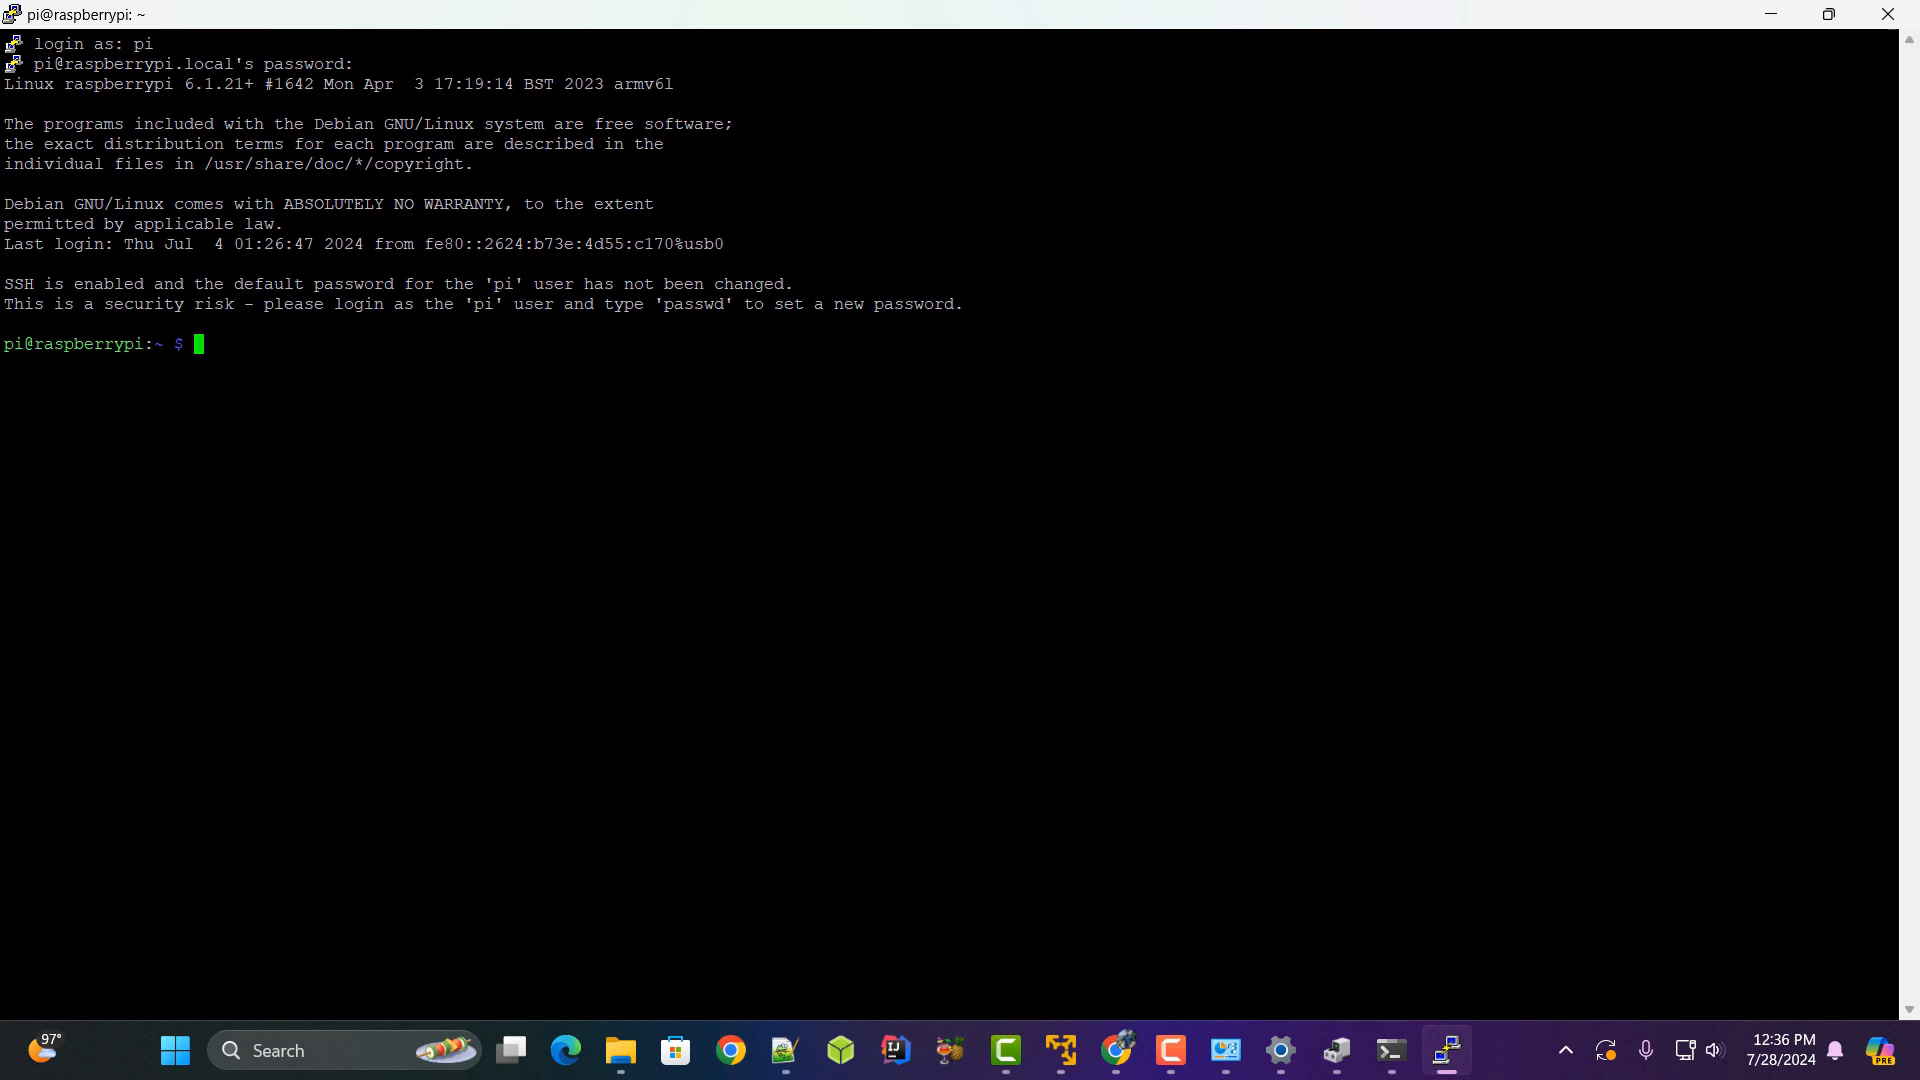 pi@raspberrypi: ~
login as: pi
pi@raspberrypi.local's password:
Linux raspberrypi 6.1.21+ #1642 Mon Apr  3 17:19:14 BST 2023 armv6l
The programs included with the Debian GNU/Linux system are free software;
the exact distribution terms for each program are described in the
individual files in /usr/share/doc/*/copyright.
Debian GNU/Linux comes with ABSOLUTELY NO WARRANTY, to the extent
permitted by applicable law.
Last login: Thu Jul  4 01:26:47 2024 from fe80::2624:b73e:4d55:c170%usb0
SSH is enabled and the default password for the 'pi' user has not been changed.
This is a security risk - please login as the 'pi' user and type 'passwd' to set a new password.
pi@raspberrypi:~ $
97°
Search
IJ
12:36 PM
7/28/2024
PRE